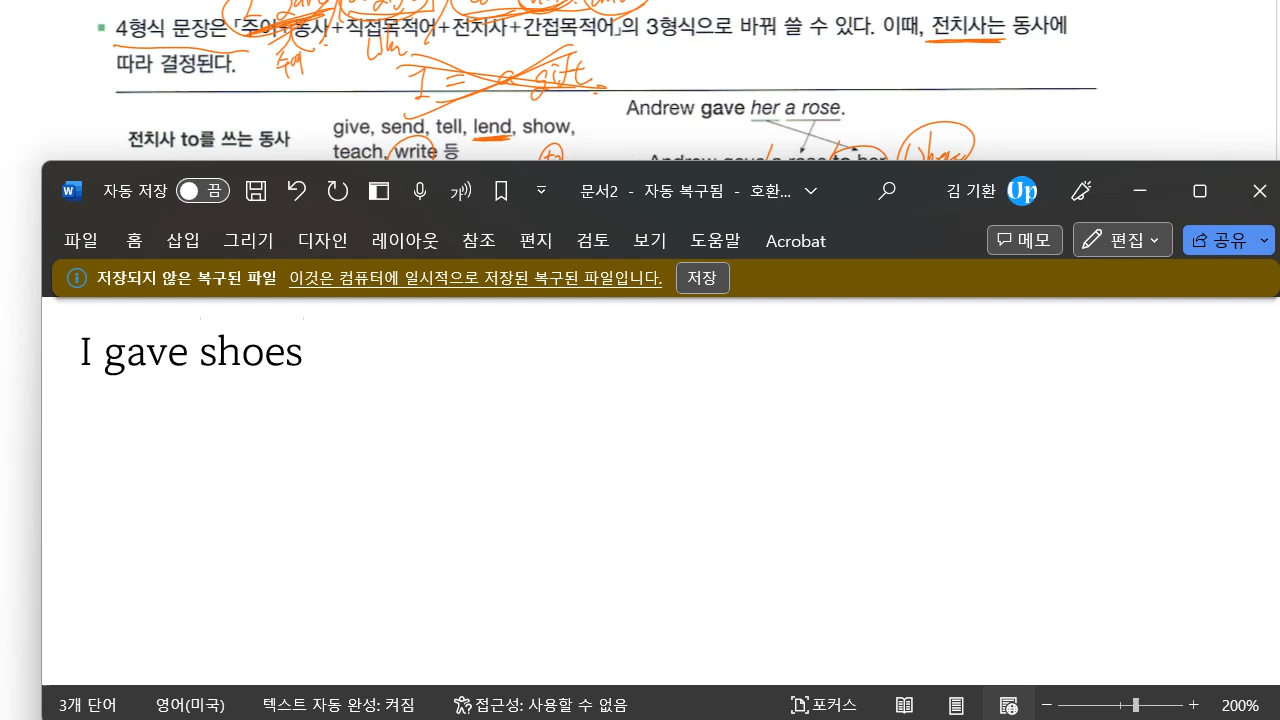 4형식 문장은 「주어+동사+직접목적어+전치사+간접목적어」의 3형식으로 바꿔 쓸 수 있다. 이때, 전치사는 동사에
따라 결정된다.
주어
I = a gift.
Andrew gave her a rose.
전치사 to를 쓰는 동사
give, send, tell, lend, show,
teach, write 등
to
자동 저장 끔 가 문서2 - 자동 복구됨 - 호환... 김 기환 Up
파일 홈 삽입 그리기 디자인 레이아웃 참조 편지 검토 보기 도움말 Acrobat 메모 편집 공유
저장되지 않은 복구된 파일 이것은 컴퓨터에 일시적으로 저장된 복구된 파일입니다. 저장
I gave shoes
3개 단어 영어(미국) 텍스트 자동 완성: 켜짐 접근성: 사용할 수 없음 포커스 200%